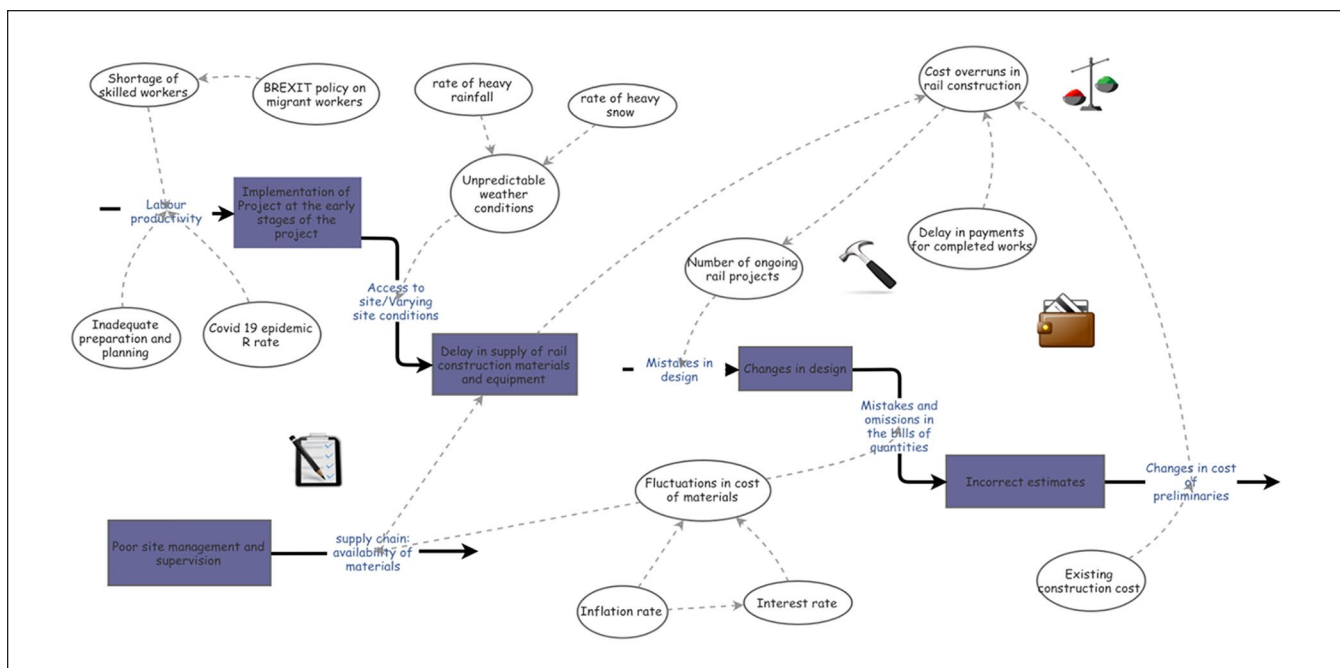 Shortage of
skilled workers
BREXIT policy on
migrant workers
rate of heavy
rainfall
rate of heavy
snow
Cost overruns in
rail construction
Unpredictable
weather
conditions
Labour
productivity
Implementation of
Project at the early
stages of the
project
Delay in payments
for completed works
Number of ongoing
rail projects
Access to
site/Varying
site conditions
Inadequate
preparation and
planning
Covid 19 epidemic
R rate
Delay in supply of rail
construction materials
and equipment
Mistakes in
design
Changes in design
Mistakes and
omissions in
the bills of
quantities
Fluctuations in cost
of materials
Incorrect estimates
Changes in cost
of
preliminaries
Poor site management and
supervision
supply chain:
availability of
materials
Existing
construction cost
Inflation rate
Interest rate